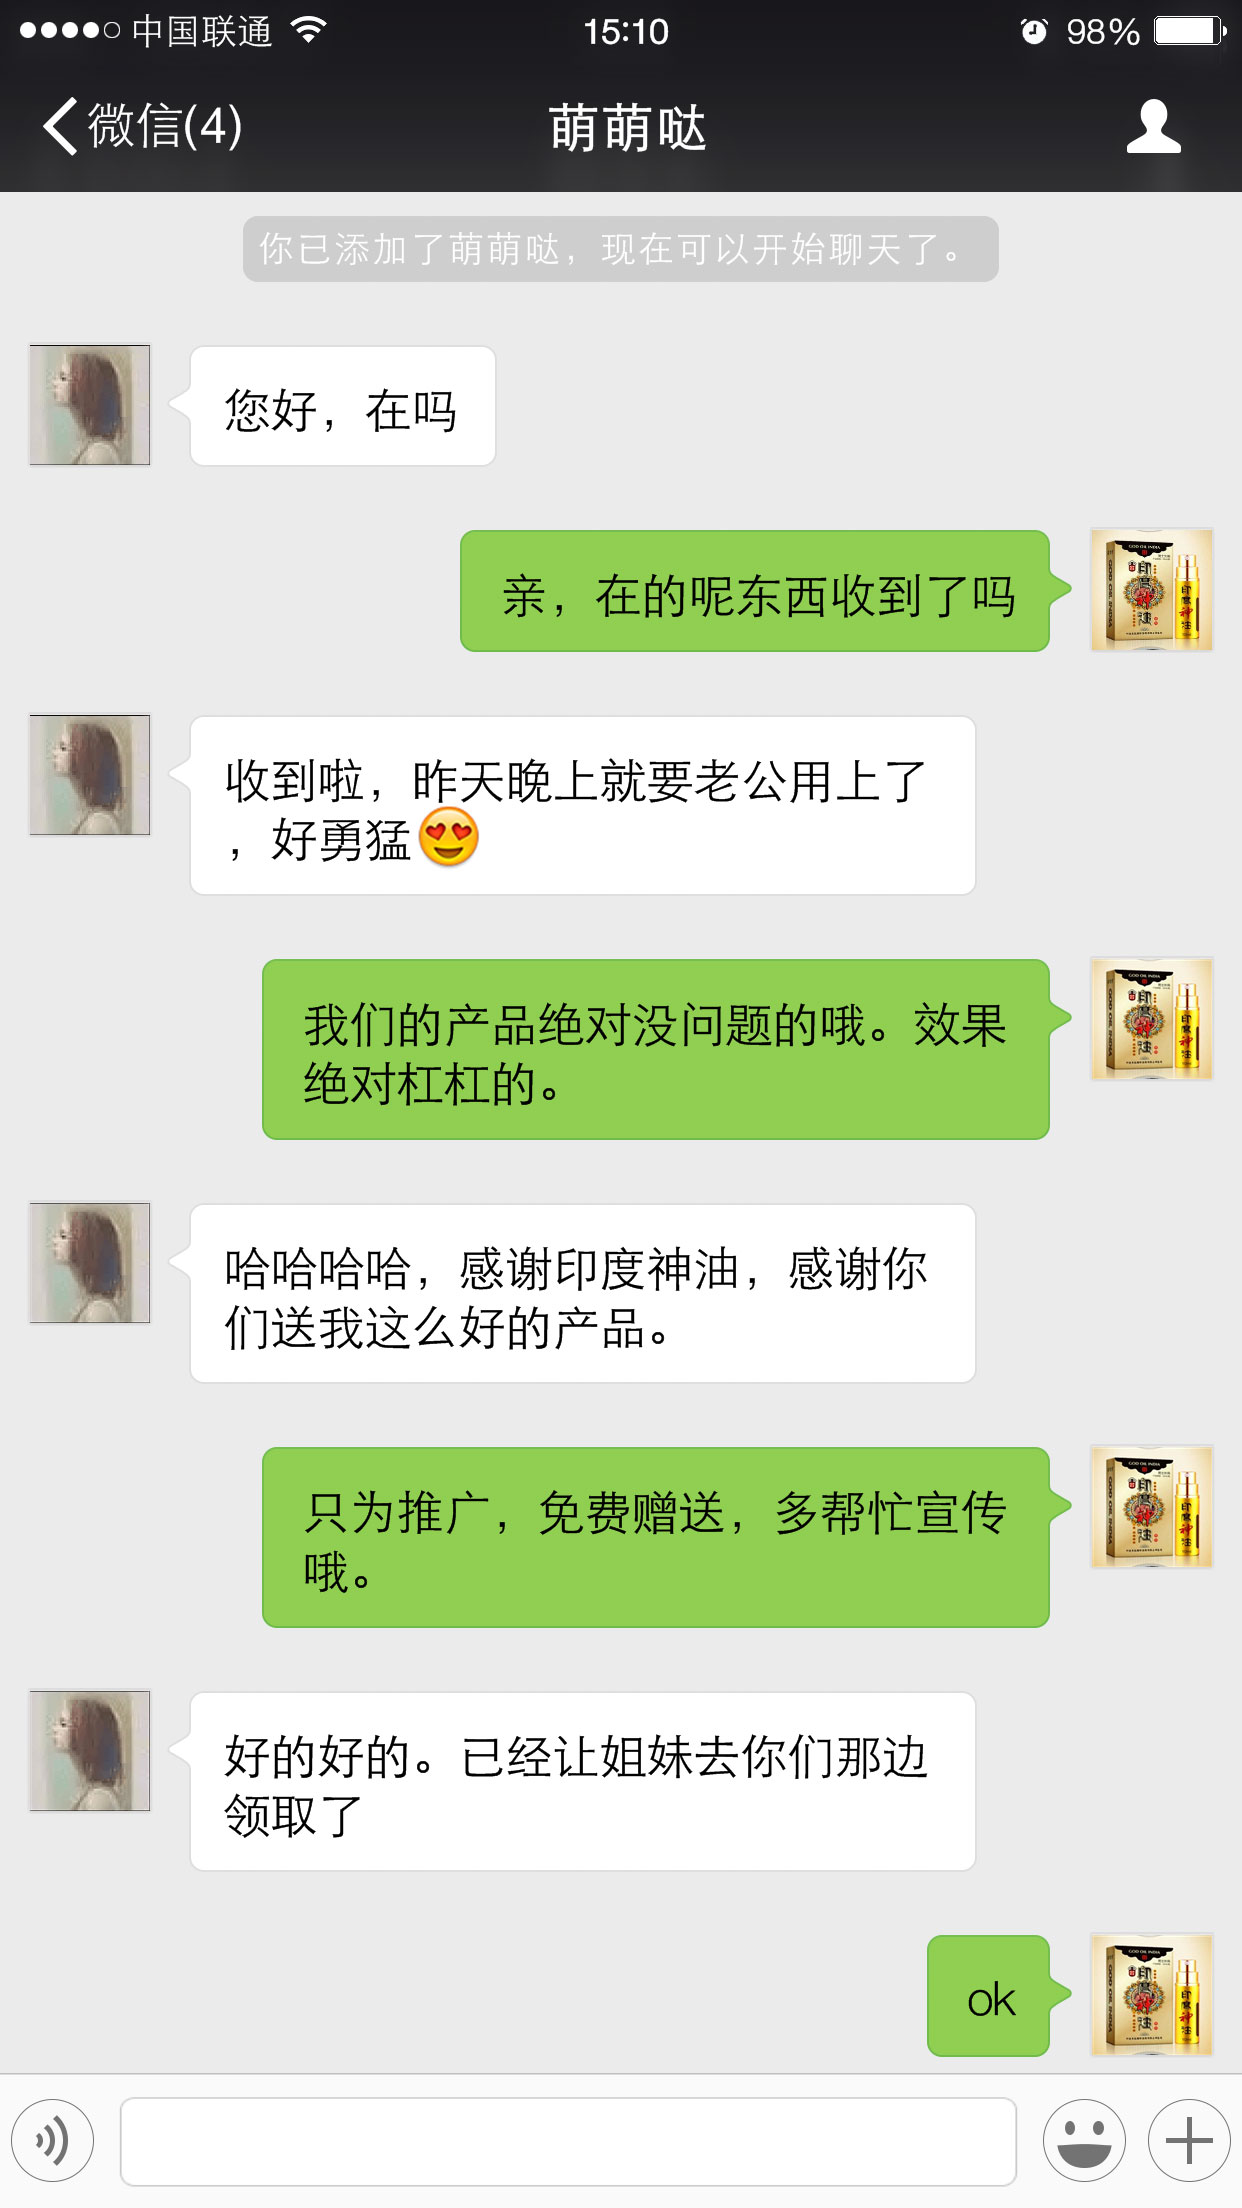 中国联通 15:10 98%
微信(4) 萌萌哒
你已添加了萌萌哒，现在可以开始聊天了。
您好，在吗
亲，在的呢东西收到了吗
收到啦，昨天晚上就要老公用上了
，好勇猛😍
我们的产品绝对没问题的哦。效果
绝对杠杠的。
哈哈哈哈，感谢印度神油，感谢你
们送我这么好的产品。
只为推广，免费赠送，多帮忙宣传
哦。
好的好的。已经让姐妹去你们那边
领取了
ok